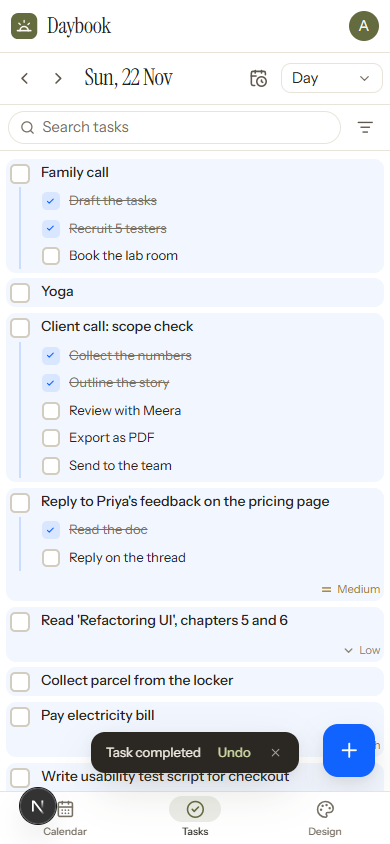 Daybook
A
Sun, 22 Nov
Day
Search tasks
Family call
Draft the tasks
Recruit 5 testers
Book the lab room
Yoga
Client call: scope check
Collect the numbers
Outline the story
Review with Meera
Export as PDF
Send to the team
Reply to Priya's feedback on the pricing page
Read the doc
Reply on the thread
Medium
Read 'Refactoring UI', chapters 5 and 6
Low
Collect parcel from the locker
Pay electricity bill
Task completed Undo
Write usability test script for checkout
N
Calendar
Tasks
Design